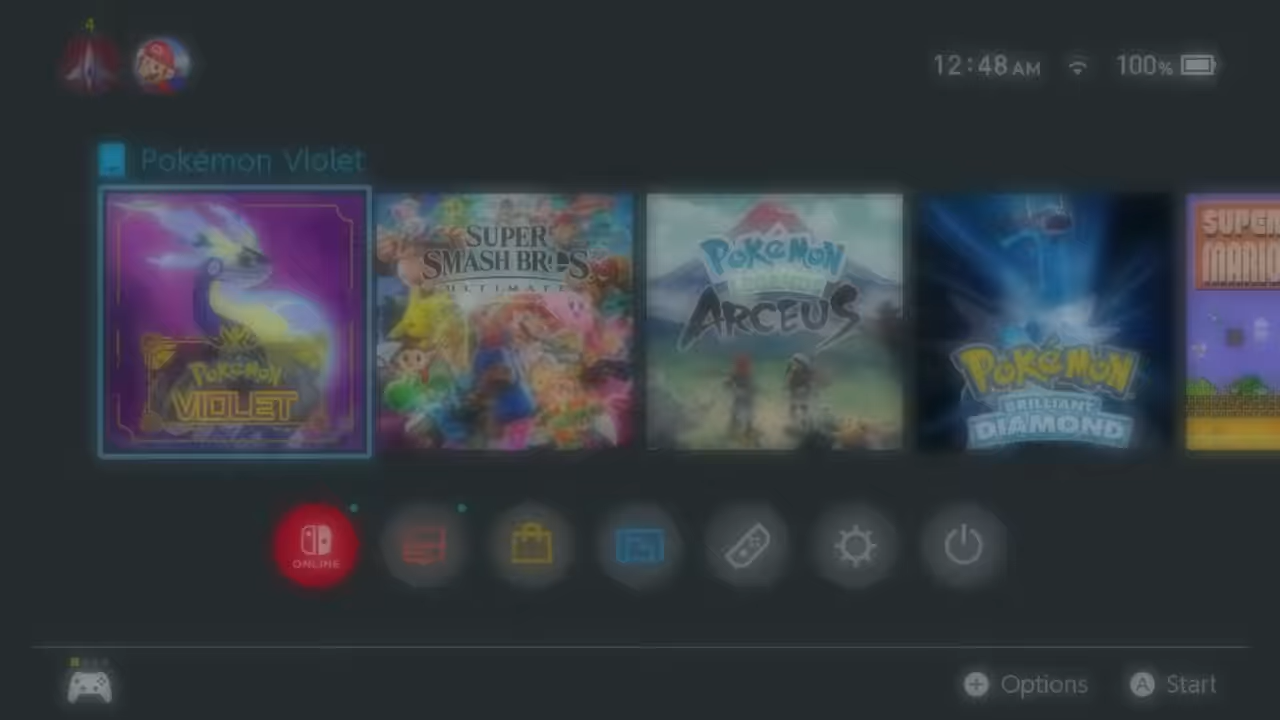 4
12:48 AM 100%
Pokémon Violet
POKÉMON
VIOLET
SUPER
SMASH BROS.
ULTIMATE
POKÉMON
ARCEUS
POKÉMON
BRILLIANT
DIAMOND
SUPER
MARIO
ONLINE
Options
Start